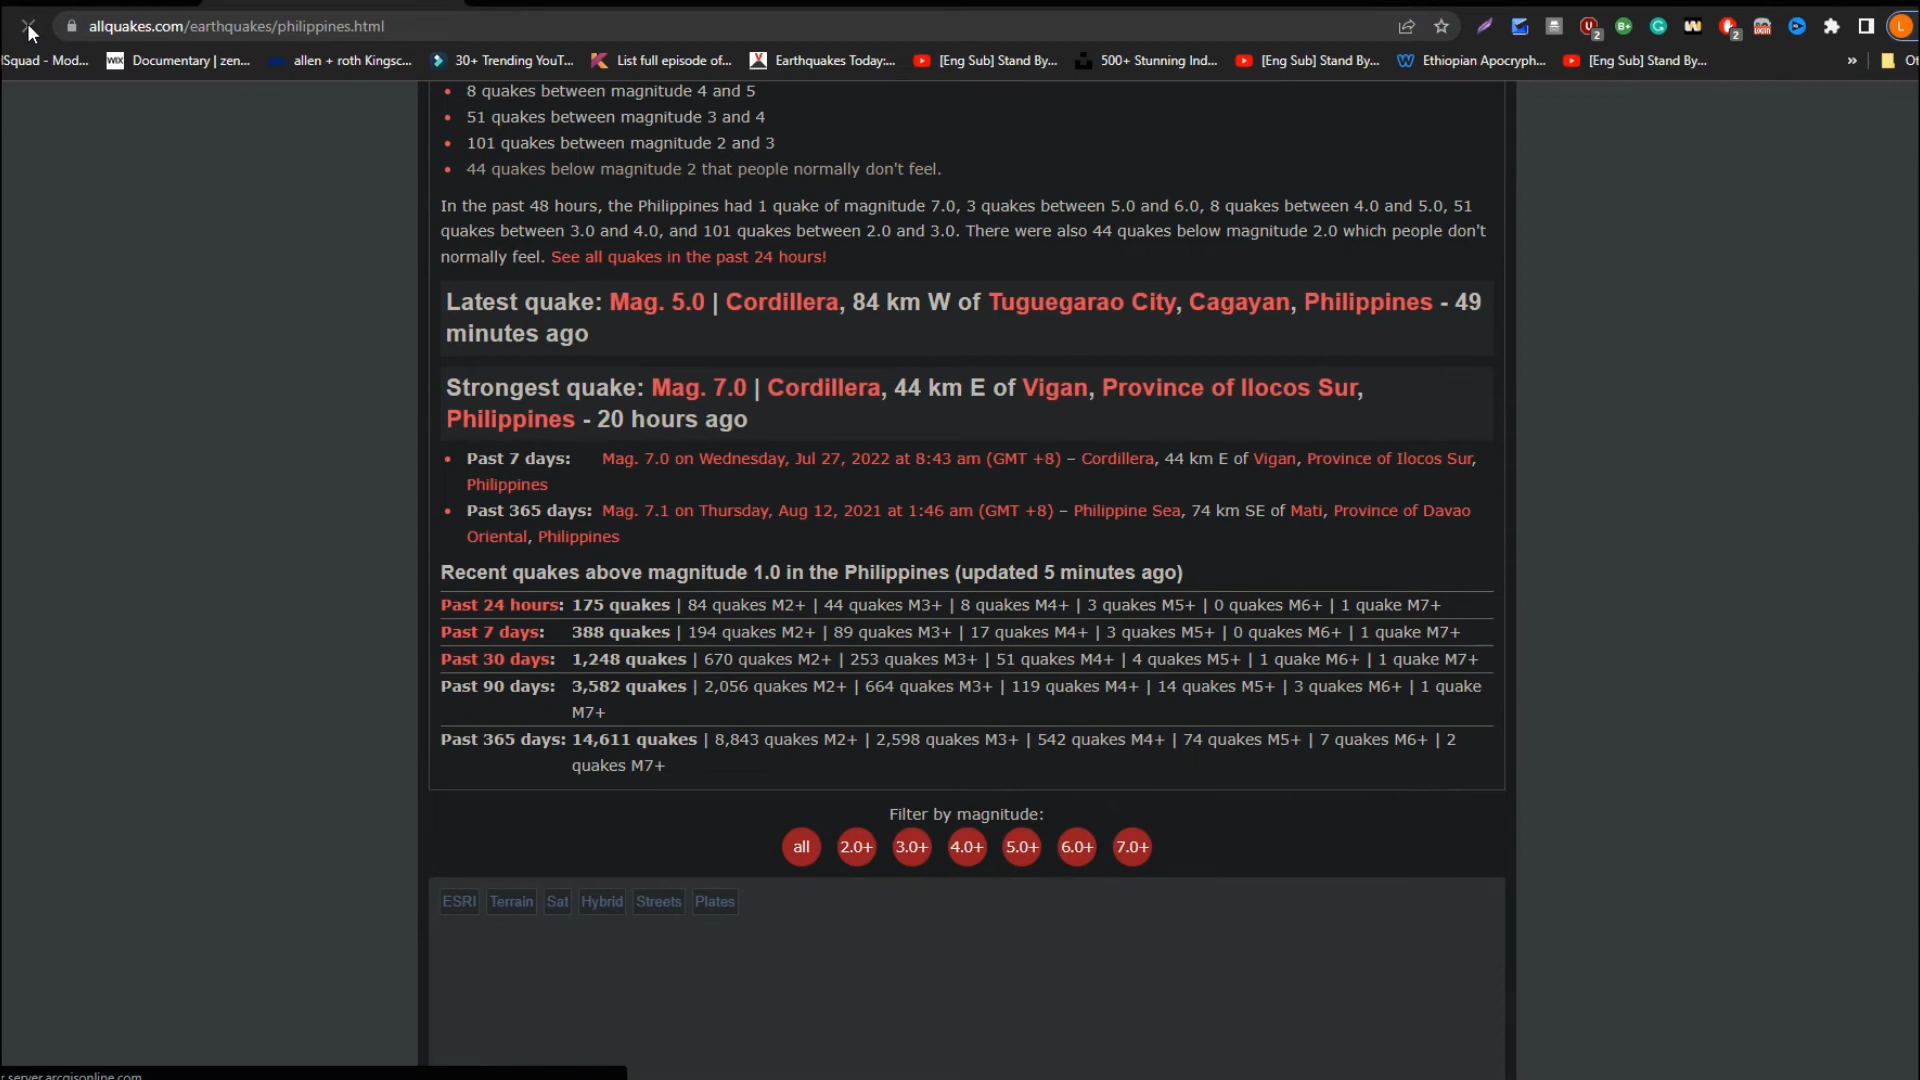 allquakes.com/earthquakes/philippines.html
lSquad - Mod... Documentary | zen... allen + roth Kingsc... 30+ Trending YouT... List full episode of... Earthquakes Today:... [Eng Sub] Stand By... 500+ Stunning Ind... [Eng Sub] Stand By... Ethiopian Apocryph... [Eng Sub] Stand By... » Ot
8 quakes between magnitude 4 and 5
51 quakes between magnitude 3 and 4
101 quakes between magnitude 2 and 3
44 quakes below magnitude 2 that people normally don't feel.
In the past 48 hours, the Philippines had 1 quake of magnitude 7.0, 3 quakes between 5.0 and 6.0, 8 quakes between 4.0 and 5.0, 51
quakes between 3.0 and 4.0, and 101 quakes between 2.0 and 3.0. There were also 44 quakes below magnitude 2.0 which people don't
normally feel. See all quakes in the past 24 hours!
Latest quake: Mag. 5.0 | Cordillera, 84 km W of Tuguegarao City, Cagayan, Philippines - 49
minutes ago
Strongest quake: Mag. 7.0 | Cordillera, 44 km E of Vigan, Province of Ilocos Sur,
Philippines - 20 hours ago
Past 7 days: Mag. 7.0 on Wednesday, Jul 27, 2022 at 8:43 am (GMT +8) – Cordillera, 44 km E of Vigan, Province of Ilocos Sur,
Philippines
Past 365 days: Mag. 7.1 on Thursday, Aug 12, 2021 at 1:46 am (GMT +8) – Philippine Sea, 74 km SE of Mati, Province of Davao
Oriental, Philippines
Recent quakes above magnitude 1.0 in the Philippines (updated 5 minutes ago)
Past 24 hours: 175 quakes | 84 quakes M2+ | 44 quakes M3+ | 8 quakes M4+ | 3 quakes M5+ | 0 quakes M6+ | 1 quake M7+
Past 7 days: 388 quakes | 194 quakes M2+ | 89 quakes M3+ | 17 quakes M4+ | 3 quakes M5+ | 0 quakes M6+ | 1 quake M7+
Past 30 days: 1,248 quakes | 670 quakes M2+ | 253 quakes M3+ | 51 quakes M4+ | 4 quakes M5+ | 1 quake M6+ | 1 quake M7+
Past 90 days: 3,582 quakes | 2,056 quakes M2+ | 664 quakes M3+ | 119 quakes M4+ | 14 quakes M5+ | 3 quakes M6+ | 1 quake
M7+
Past 365 days: 14,611 quakes | 8,843 quakes M2+ | 2,598 quakes M3+ | 542 quakes M4+ | 74 quakes M5+ | 7 quakes M6+ | 2
quakes M7+
Filter by magnitude:
all 2.0+ 3.0+ 4.0+ 5.0+ 6.0+ 7.0+
ESRI Terrain Sat Hybrid Streets Plates
r server.arcgisonline.com